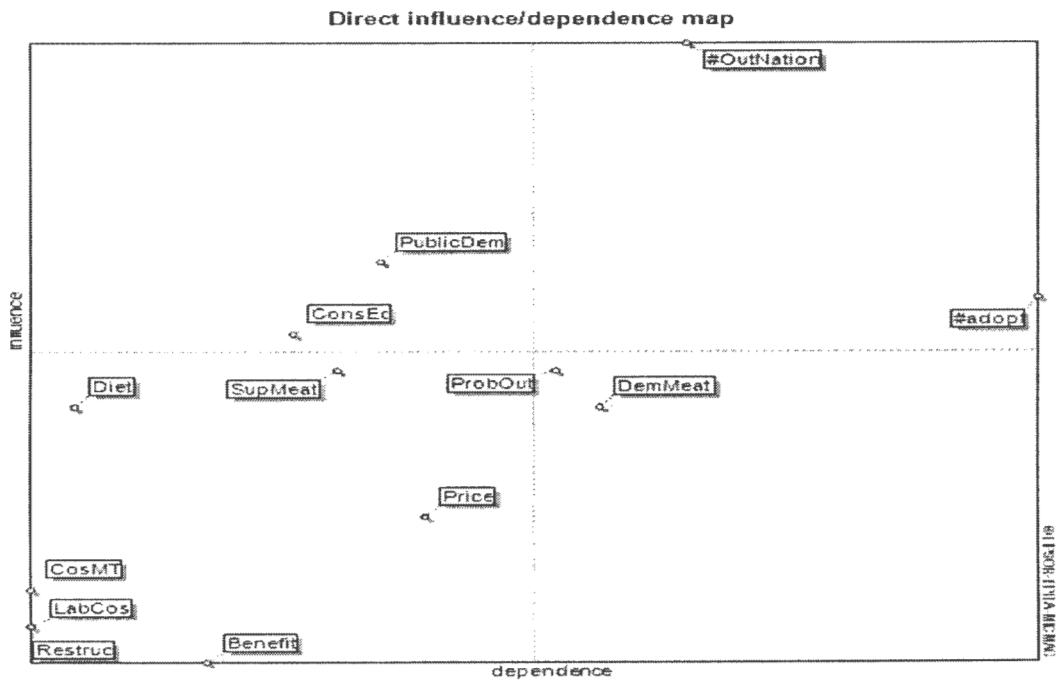 Direct influence/dependence map
#OutNation
PublicDem
ConsEd
#adopt
influence
Diet
SupMeat
ProbOut
DemMeat
Price
CosMT
LabCos
Restruc
Benefit
dependence